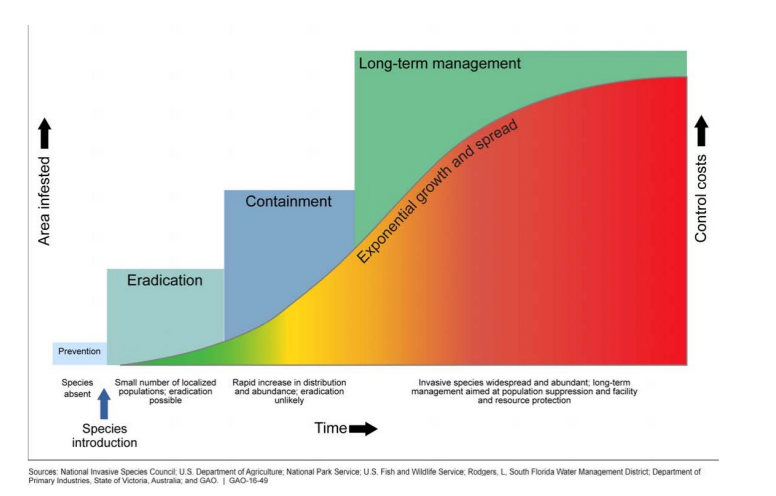 Long-term management
Exponential growth and spread
Containment
Eradication
Prevention
Area infested
Control costs
Species
absent
Small number of localized
populations; eradication
possible
Rapid increase in distribution
and abundance; eradication
unlikely
Invasive species widespread and abundant; long-term
management aimed at population suppression and facility
and resource protection
Species
introduction
Time
Sources: National Invasive Species Council; U.S. Department of Agriculture; National Park Service; U.S. Fish and Wildlife Service; Rodgers, L, South Florida Water Management District; Department of
Primary Industries, State of Victoria, Australia; and GAO. | GAO-16-49